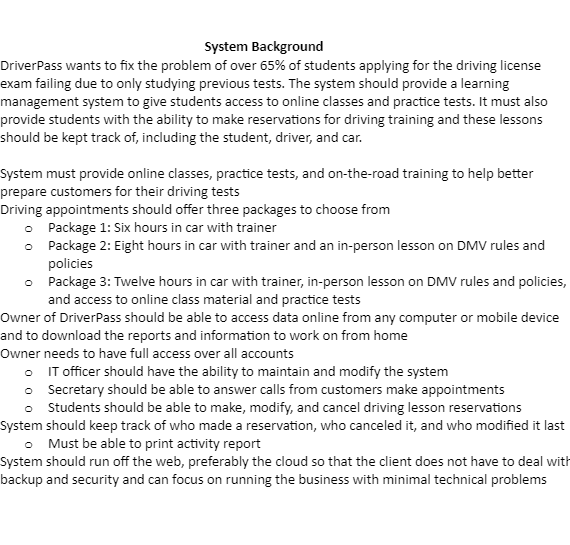 System Background
DriverPass wants to fix the problem of over 65% of students applying for the driving license
exam failing due to only studying previous tests. The system should provide a learning
management system to give students access to online classes and practice tests. It must also
provide students with the ability to make reservations for driving training and these lessons
should be kept track of, including the student, driver, and car.
System must provide online classes, practice tests, and on-the-road training to help better
prepare customers for their driving tests
Driving appointments should offer three packages to choose from
o Package 1: Six hours in car with trainer
o Package 2: Eight hours in car with trainer and an in-person lesson on DMV rules and
policies
o Package 3: Twelve hours in car with trainer, in-person lesson on DMV rules and policies,
and access to online class material and practice tests
Owner of DriverPass should be able to access data online from any computer or mobile device
and to download the reports and information to work on from home
Owner needs to have full access over all accounts
o IT officer should have the ability to maintain and modify the system
o Secretary should be able to answer calls from customers make appointments
o Students should be able to make, modify, and cancel driving lesson reservations
System should keep track of who made a reservation, who canceled it, and who modified it last
o Must be able to print activity report
System should run off the web, preferably the cloud so that the client does not have to deal with
backup and security and can focus on running the business with minimal technical problems